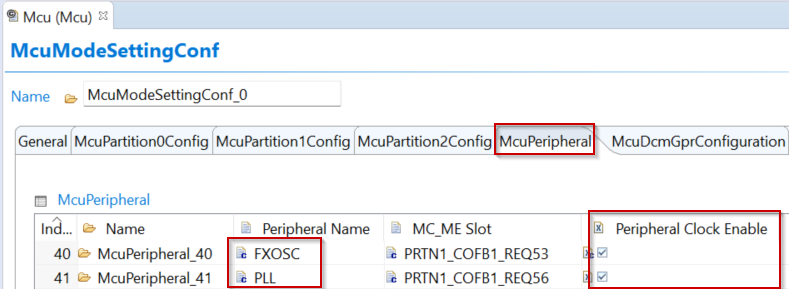 Mcu (Mcu)
McuModeSettingConf
Name McuModeSettingConf_0
General McuPartition0Config McuPartition1Config McuPartition2Config McuPeripheral McuDcmGprConfiguration
McuPeripheral
Ind... Name Peripheral Name MC_ME Slot Peripheral Clock Enable
40 McuPeripheral_40 FXOSC PRTN1_COFB1_REQ53
41 McuPeripheral_41 PLL PRTN1_COFB1_REQ56